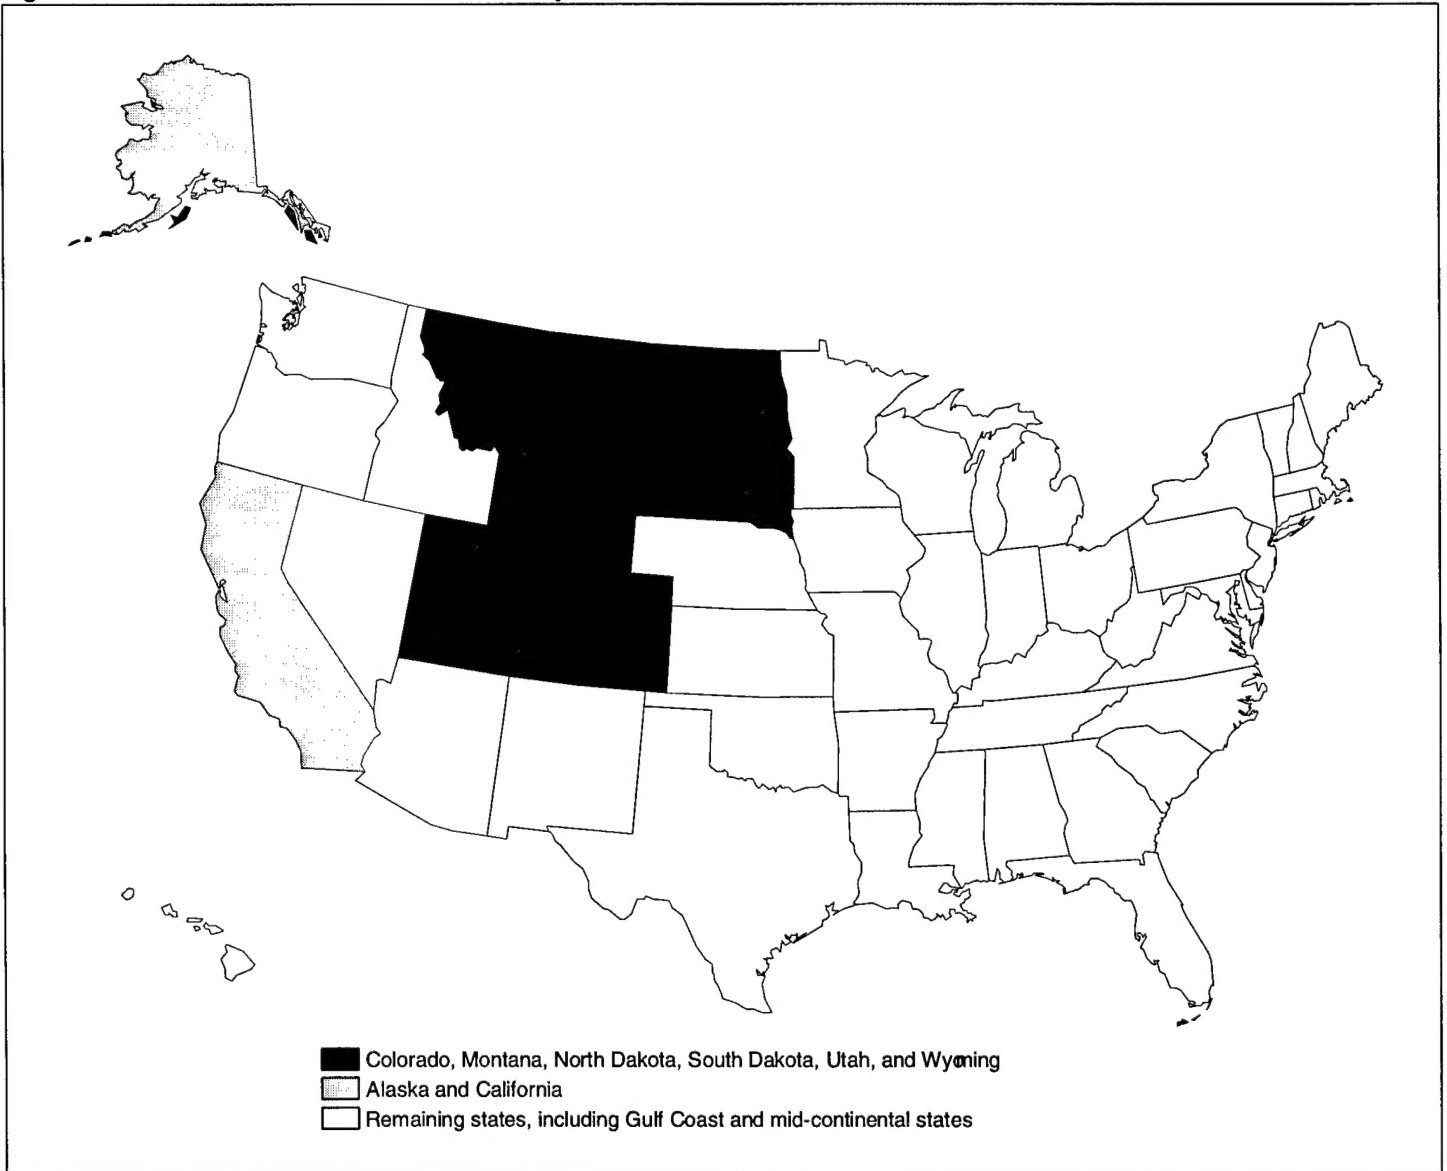 Colorado, Montana, North Dakota, South Dakota, Utah, and Wyoming
Alaska and California
Remaining states, including Gulf Coast and mid-continental states